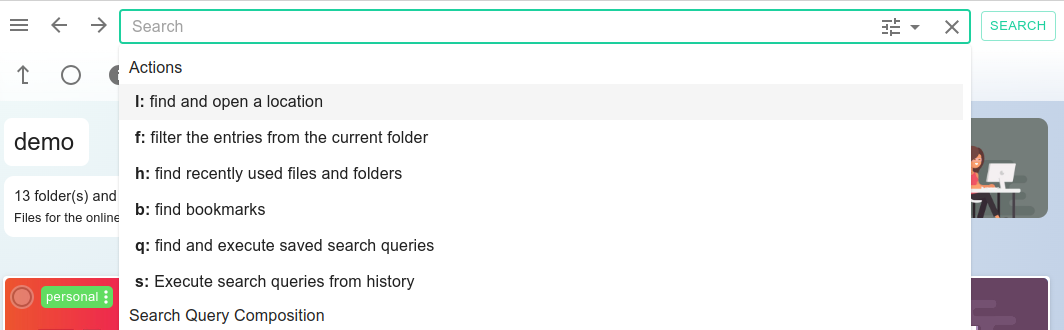 Search
SEARCH
Actions
l: find and open a location
f: filter the entries from the current folder
h: find recently used files and folders
b: find bookmarks
q: find and execute saved search queries
s: Execute search queries from history
Search Query Composition
demo
13 folder(s) and
Files for the online
personal